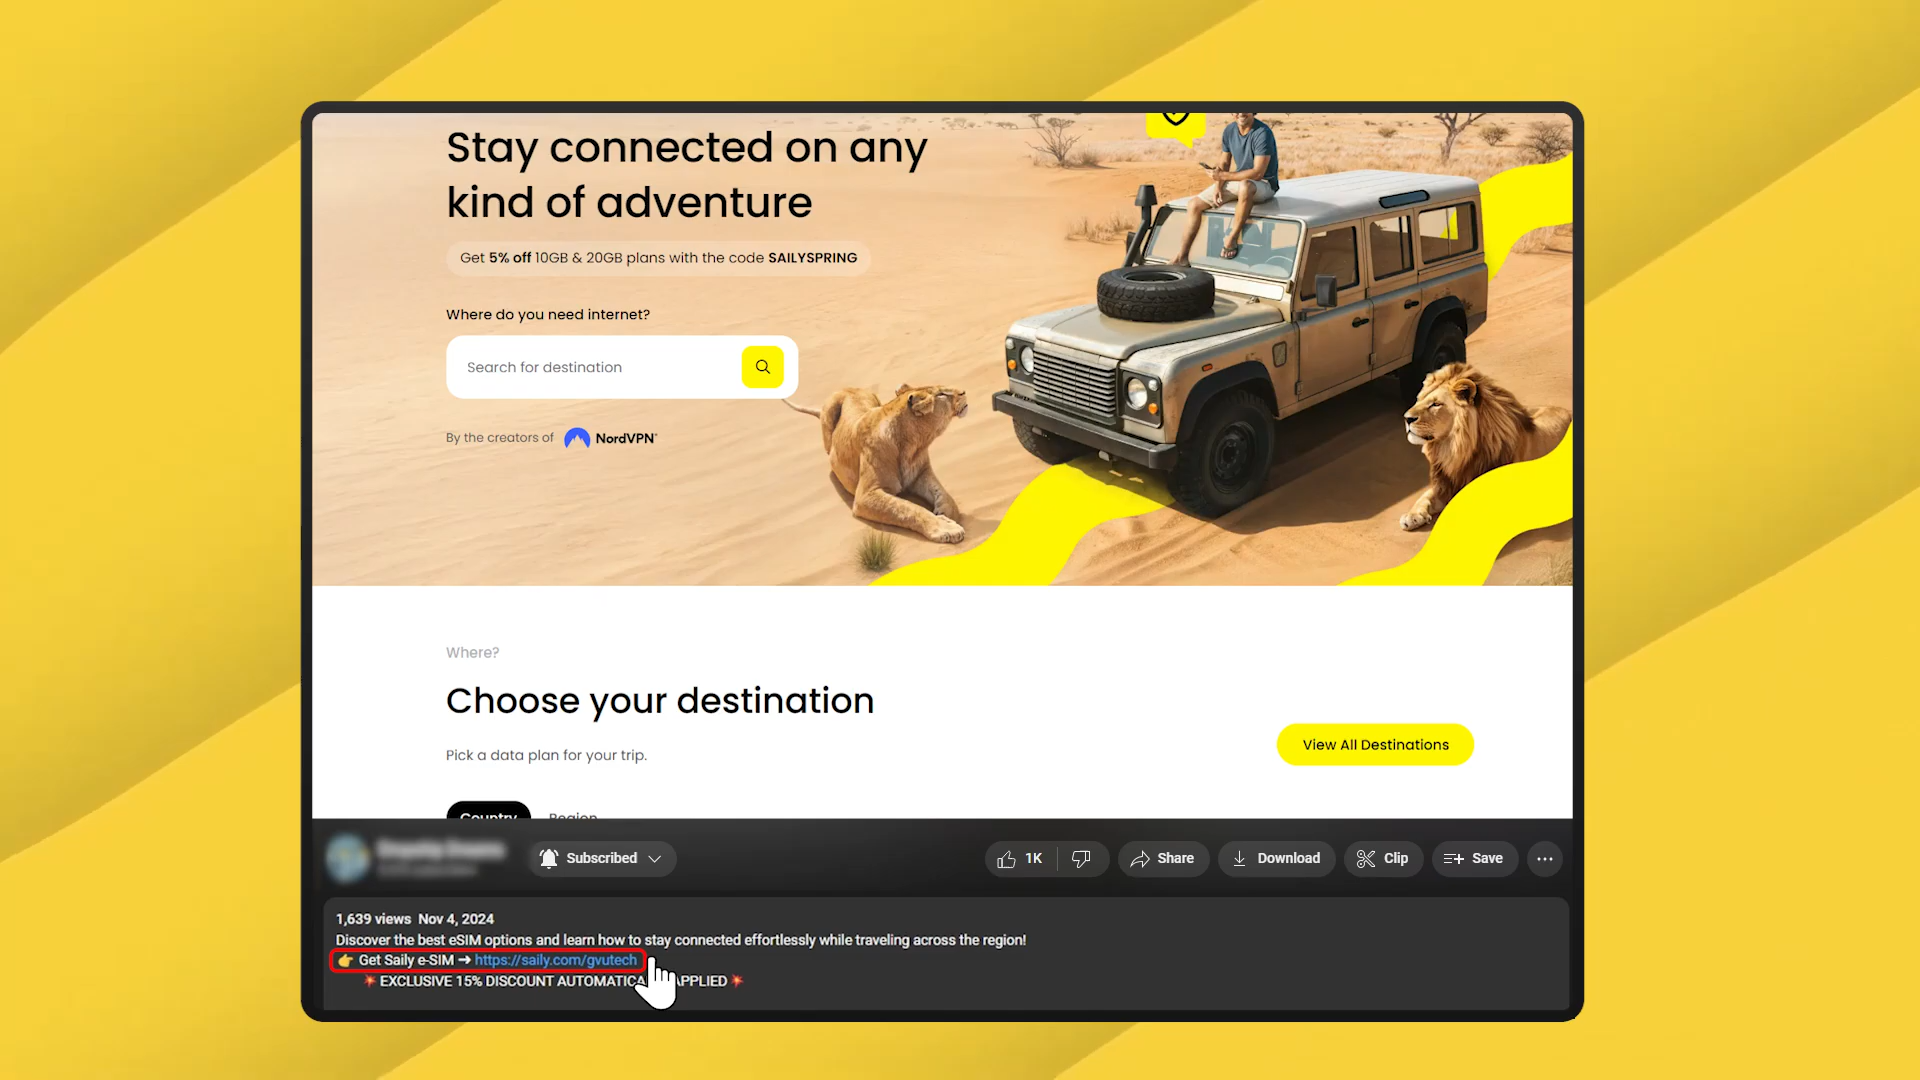 Stay connected on any
kind of adventure
Get 5% off 10GB & 20GB plans with the code SAILYSPRING
Where do you need internet?
Search for destination
By the creators of NordVPN
Where?
Choose your destination
Pick a data plan for your trip.
View All Destinations
Country Region
Subscribed 1K Share Download Clip Save
1,639 views Nov 4, 2024
Discover the best eSIM options and learn how to stay connected effortlessly while traveling across the region!
👉 Get Saily e-SIM ➜ https://saily.com/gvutech
💥 EXCLUSIVE 15% DISCOUNT APPLIED 💥